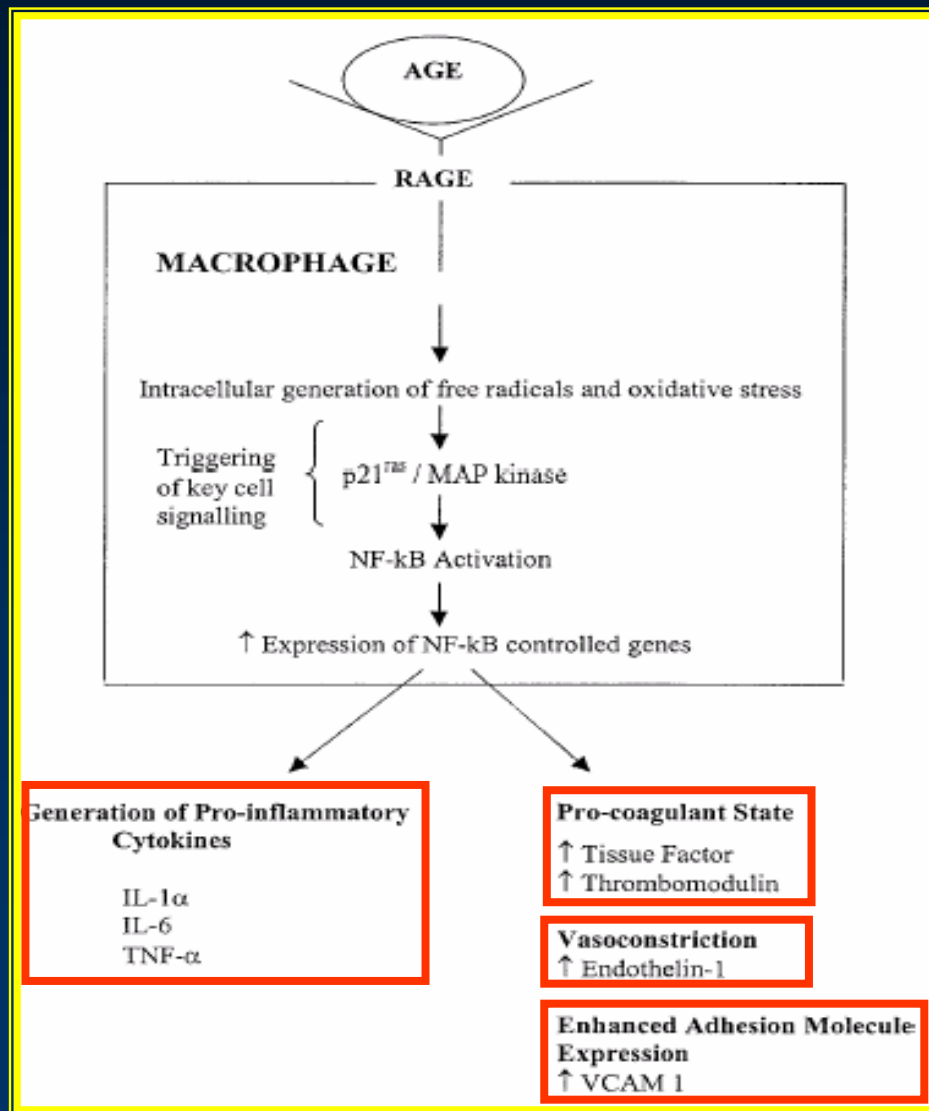 AGE
RAGE
MACROPHAGE
Intracellular generation of free radicals and oxidative stress
Triggering
of key cell
signalling
p21ras / MAP kinase
NF-kB Activation
↑ Expression of NF-kB controlled genes
Generation of Pro-inflammatory
Cytokines
IL-1α
IL-6
TNF-α
Pro-coagulant State
↑ Tissue Factor
↑ Thrombomodulin
Vasoconstriction
↑ Endothelin-1
Enhanced Adhesion Molecule
Expression
↑ VCAM 1